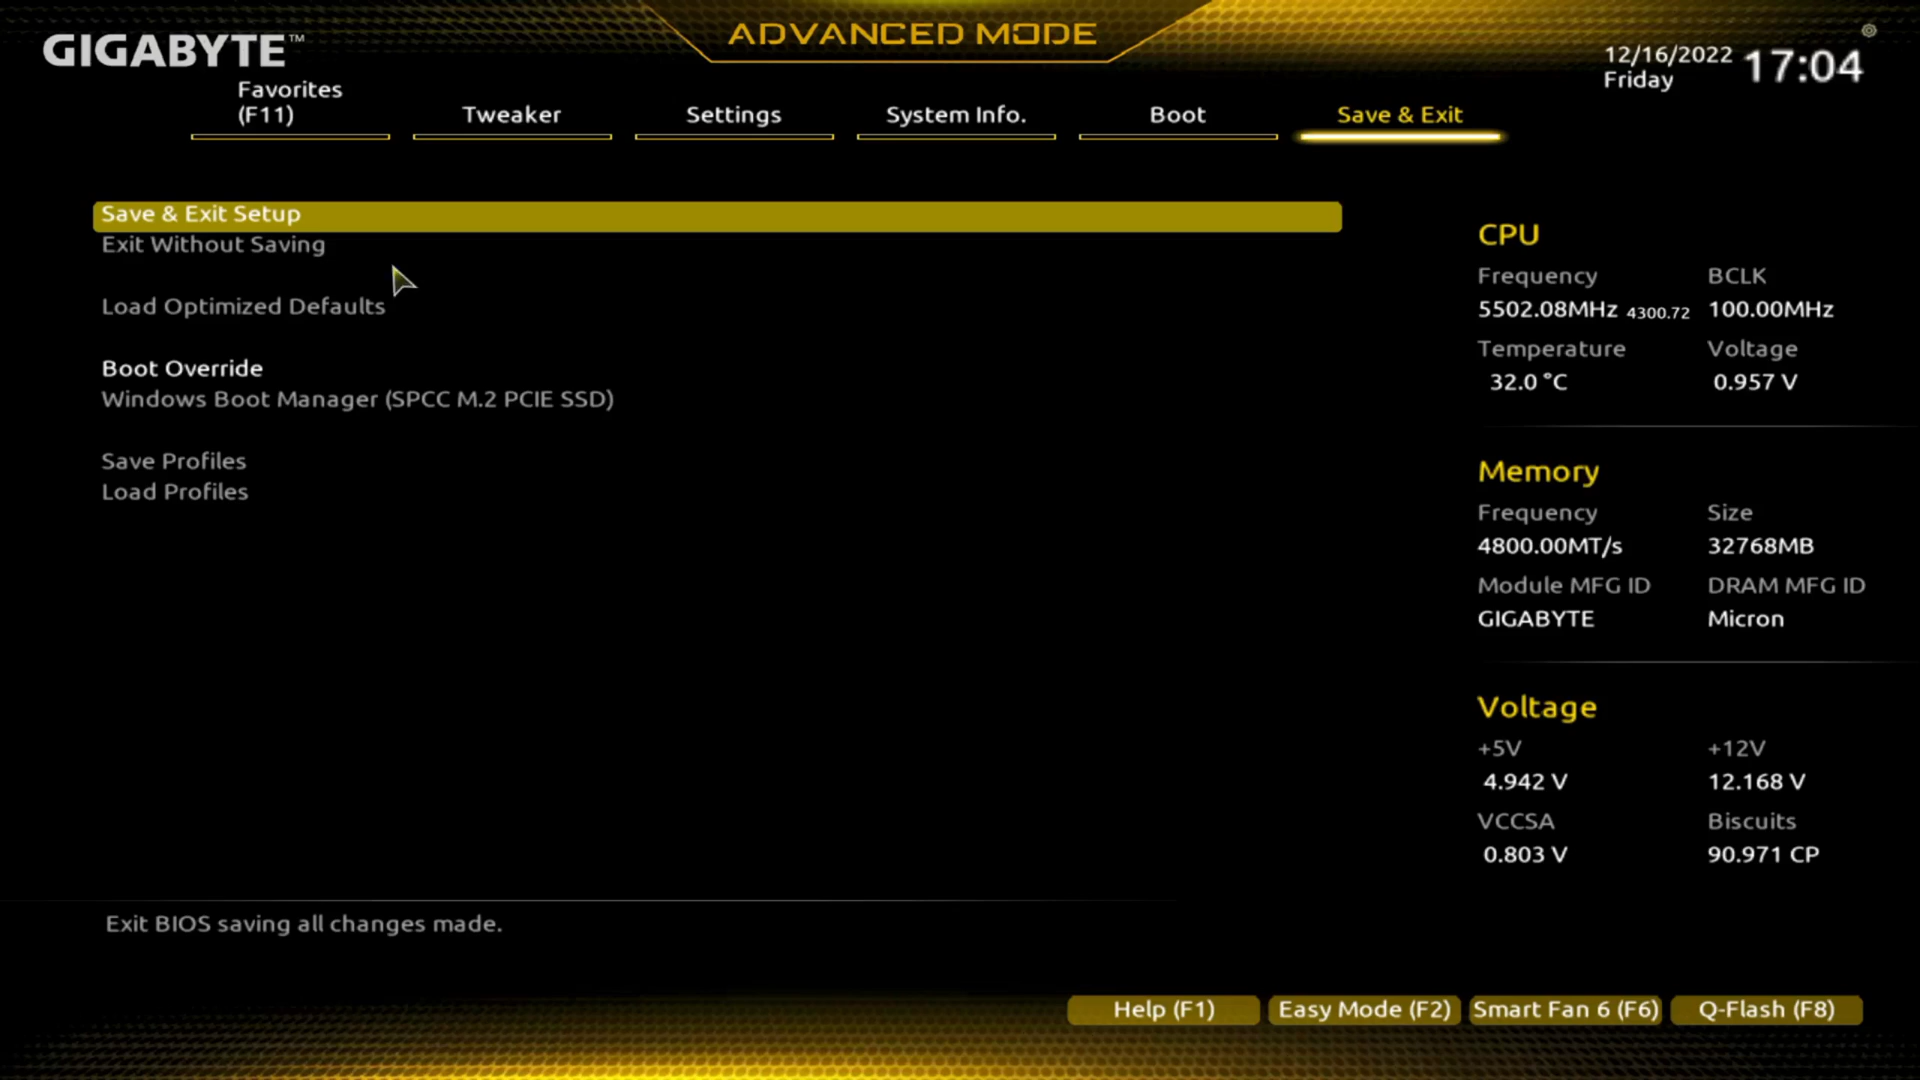 GIGABYTE™
ADVANCED MODE
12/16/2022
Friday
17:04
Favorites
(F11)
Tweaker
Settings
System Info.
Boot
Save & Exit
Save & Exit Setup
Exit Without Saving
Load Optimized Defaults
Boot Override
Windows Boot Manager (SPCC M.2 PCIE SSD)
Save Profiles
Load Profiles
CPU
Frequency BCLK
5502.08MHz 4300.72 100.00MHz
Temperature Voltage
32.0 °C 0.957 V
Memory
Frequency Size
4800.00MT/s 32768MB
Module MFG ID DRAM MFG ID
GIGABYTE Micron
Voltage
+5V +12V
4.942 V 12.168 V
VCCSA Biscuits
0.803 V 90.971 CP
Exit BIOS saving all changes made.
Help (F1) Easy Mode (F2) Smart Fan 6 (F6) Q-Flash (F8)